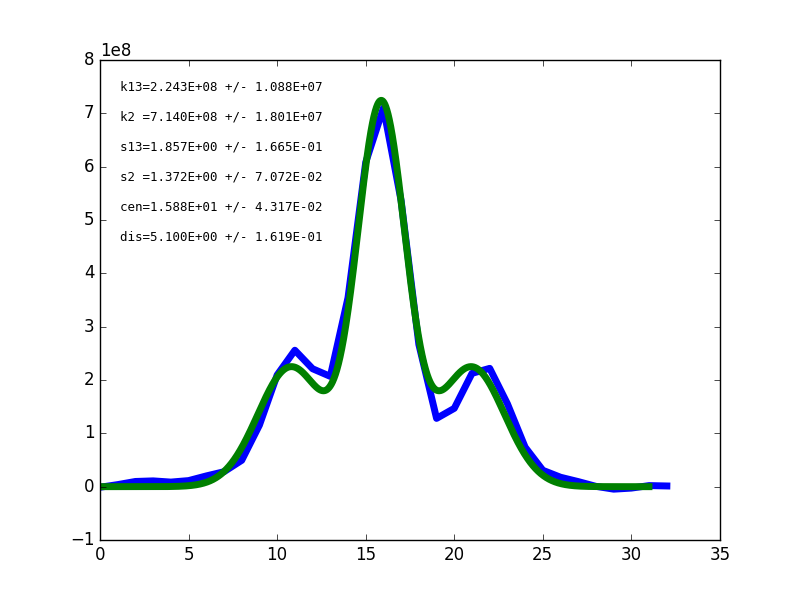 1e8
8
k13=2.243E+08 +/- 1.088E+07
7
k2 =7.140E+08 +/- 1.801E+07
s13=1.857E+00 +/- 1.665E-01
6
s2 =1.372E+00 +/- 7.072E-02
cen=1.588E+01 +/- 4.317E-02
5
dis=5.100E+00 +/- 1.619E-01
4
3
2
1
0
−1
0 5 10 15 20 25 30 35